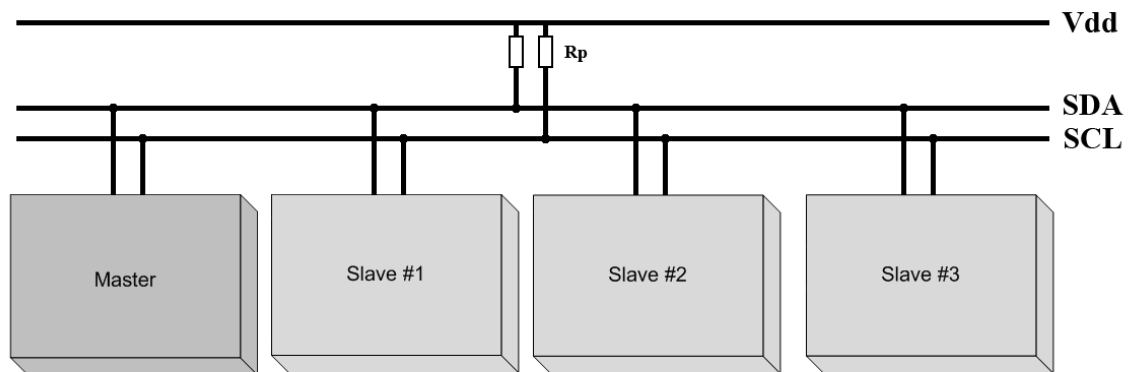 Vdd
Rp
SDA
SCL
Master
Slave #1
Slave #2
Slave #3